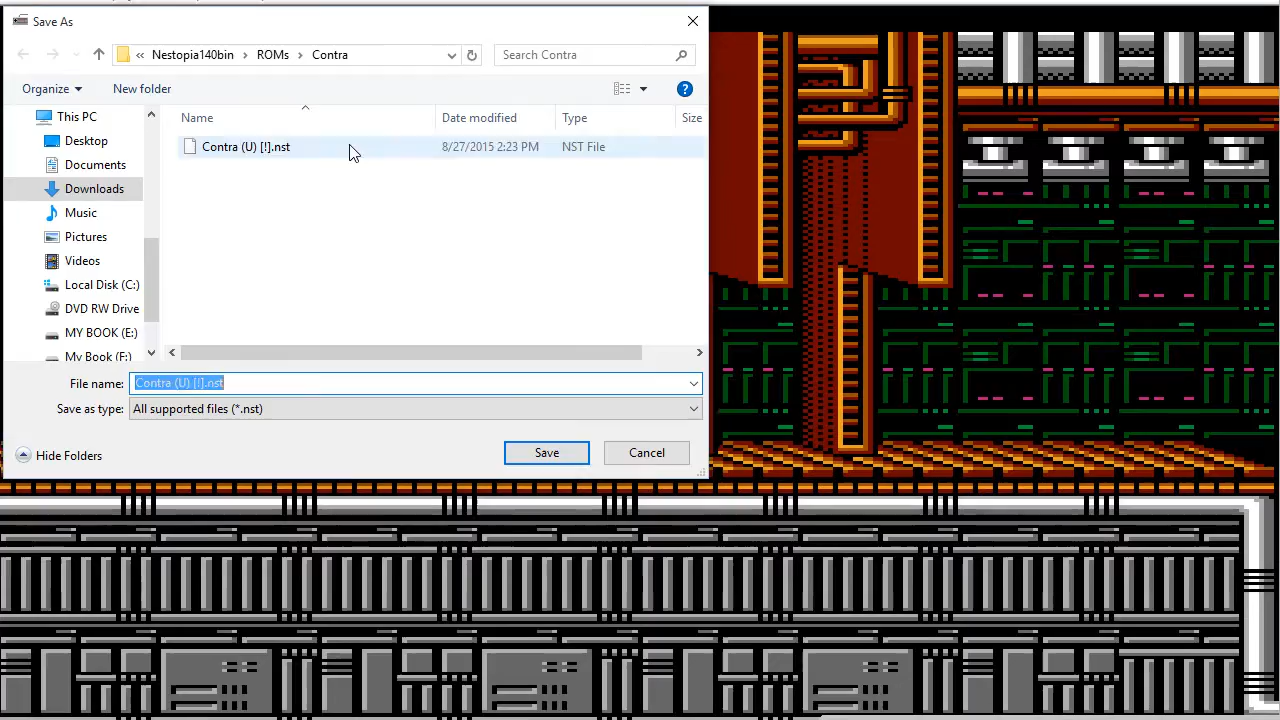 Save As
« Nestopia140bin › ROMs › Contra
Search Contra
Organize
New folder
Name Date modified Type Size
Contra (U) [!].nst 8/27/2015 2:23 PM NST File
This PC
Desktop
Documents
Downloads
Music
Pictures
Videos
Local Disk (C:)
DVD RW Drive
MY BOOK (E:)
My Book (F:)
File name: Contra (U) [!].nst
Save as type: All supported files (*.nst)
Hide Folders
Save
Cancel